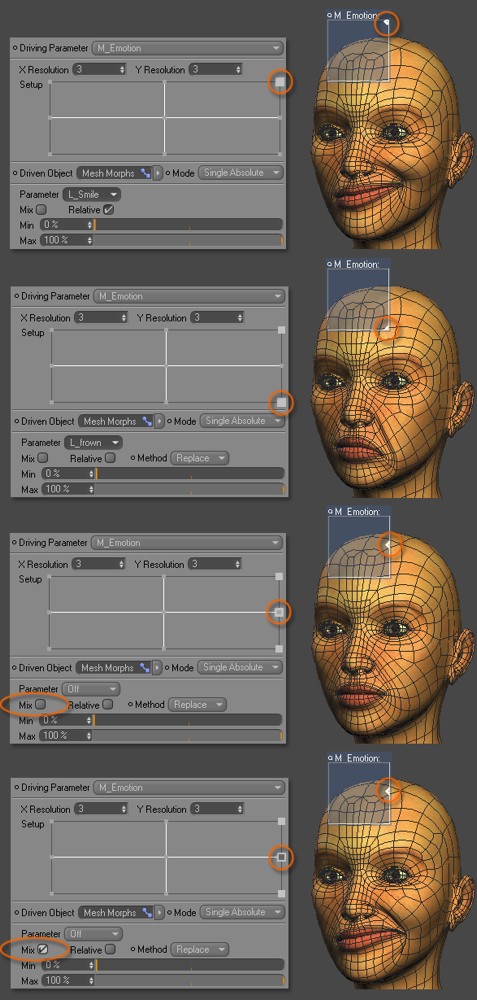 M_Emotion:
Driving Parameter M_Emotion
X Resolution 3 Y Resolution 3
Setup
Driven Object Mesh Morphs Mode Single Absolute
Parameter L_Smile
Mix Relative
Min 0 %
Max 100 %
M_Emotion:
Driving Parameter M_Emotion
X Resolution 3 Y Resolution 3
Setup
Driven Object Mesh Morphs Mode Single Absolute
Parameter L_frown
Mix Relative Method Replace
Min 0 %
Max 100 %
M_Emotion:
Driving Parameter M_Emotion
X Resolution 3 Y Resolution 3
Setup
Driven Object Mesh Morphs Mode Single Absolute
Parameter Off
Mix Relative Method Replace
Min 0 %
Max 100 %
M_Emotion:
Driving Parameter M_Emotion
X Resolution 3 Y Resolution 3
Setup
Driven Object Mesh Morphs Mode Single Absolute
Parameter Off
Mix Relative Method Replace
Min 0 %
Max 100 %